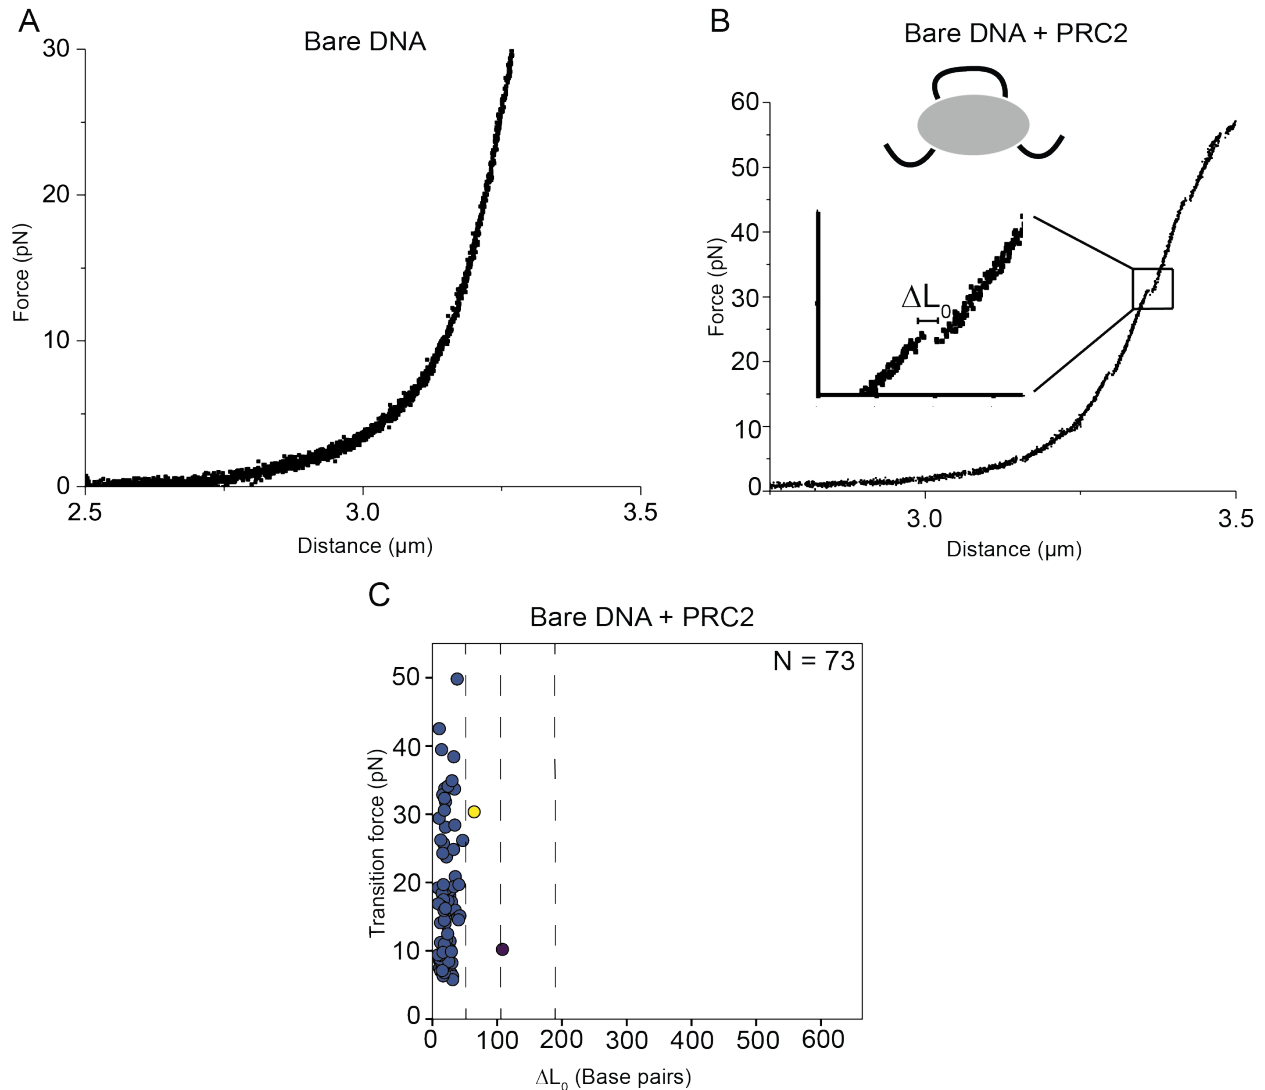 A
Bare DNA
30
20
10
0
2.5
3.0
3.5
Force (pN)
Distance (µm)
B
Bare DNA + PRC2
60
50
40
30
20
10
0
3.0
3.5
Force (pN)
Distance (µm)
ΔL₀
C
Bare DNA + PRC2
N = 73
50
40
30
20
10
0
0
100
200
300
400
500
600
Transition force (pN)
ΔL₀ (Base pairs)